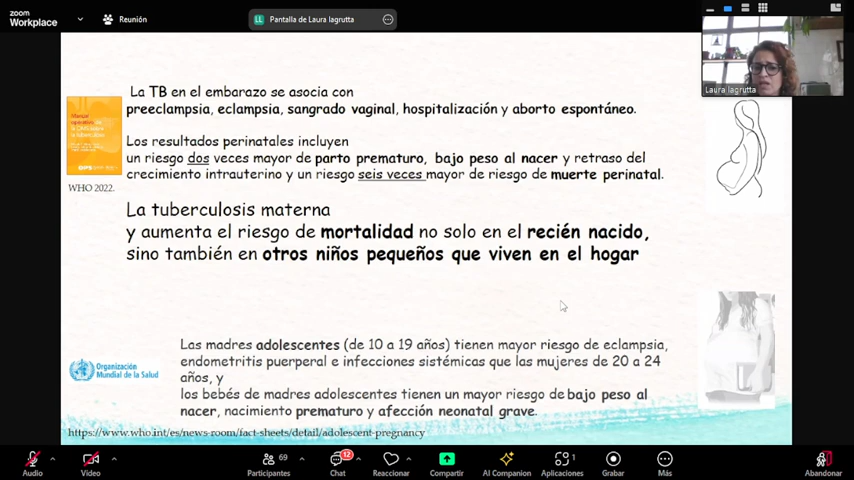 zoom
Workplace
Reunión
LL Pantalla de Laura lagrutta
Laura lagrutta
La TB en el embarazo se asocia con
preeclampsia, eclampsia, sangrado vaginal, hospitalización y aborto espontáneo.
Los resultados perinatales incluyen
un riesgo dos veces mayor de parto prematuro, bajo peso al nacer y retraso del
crecimiento intrauterino y un riesgo seis veces mayor de riesgo de muerte perinatal.
WHO 2022.
La tuberculosis materna
y aumenta el riesgo de mortalidad no solo en el recién nacido,
sino también en otros niños pequeños que viven en el hogar
Las madres adolescentes (de 10 a 19 años) tienen mayor riesgo de eclampsia,
endometritis puerperal e infecciones sistémicas que las mujeres de 20 a 24
años, y
los bebés de madres adolescentes tienen un mayor riesgo de bajo peso al
nacer, nacimiento prematuro y afección neonatal grave.
Organización
Mundial de la Salud
https://www.who.int/es/news-room/fact-sheets/detail/adolescent-pregnancy
69
12
1
Audio
Video
Participantes
Chat
Reaccionar
Compartir
AI Companion
Aplicaciones
Grabar
Más
Abandonar